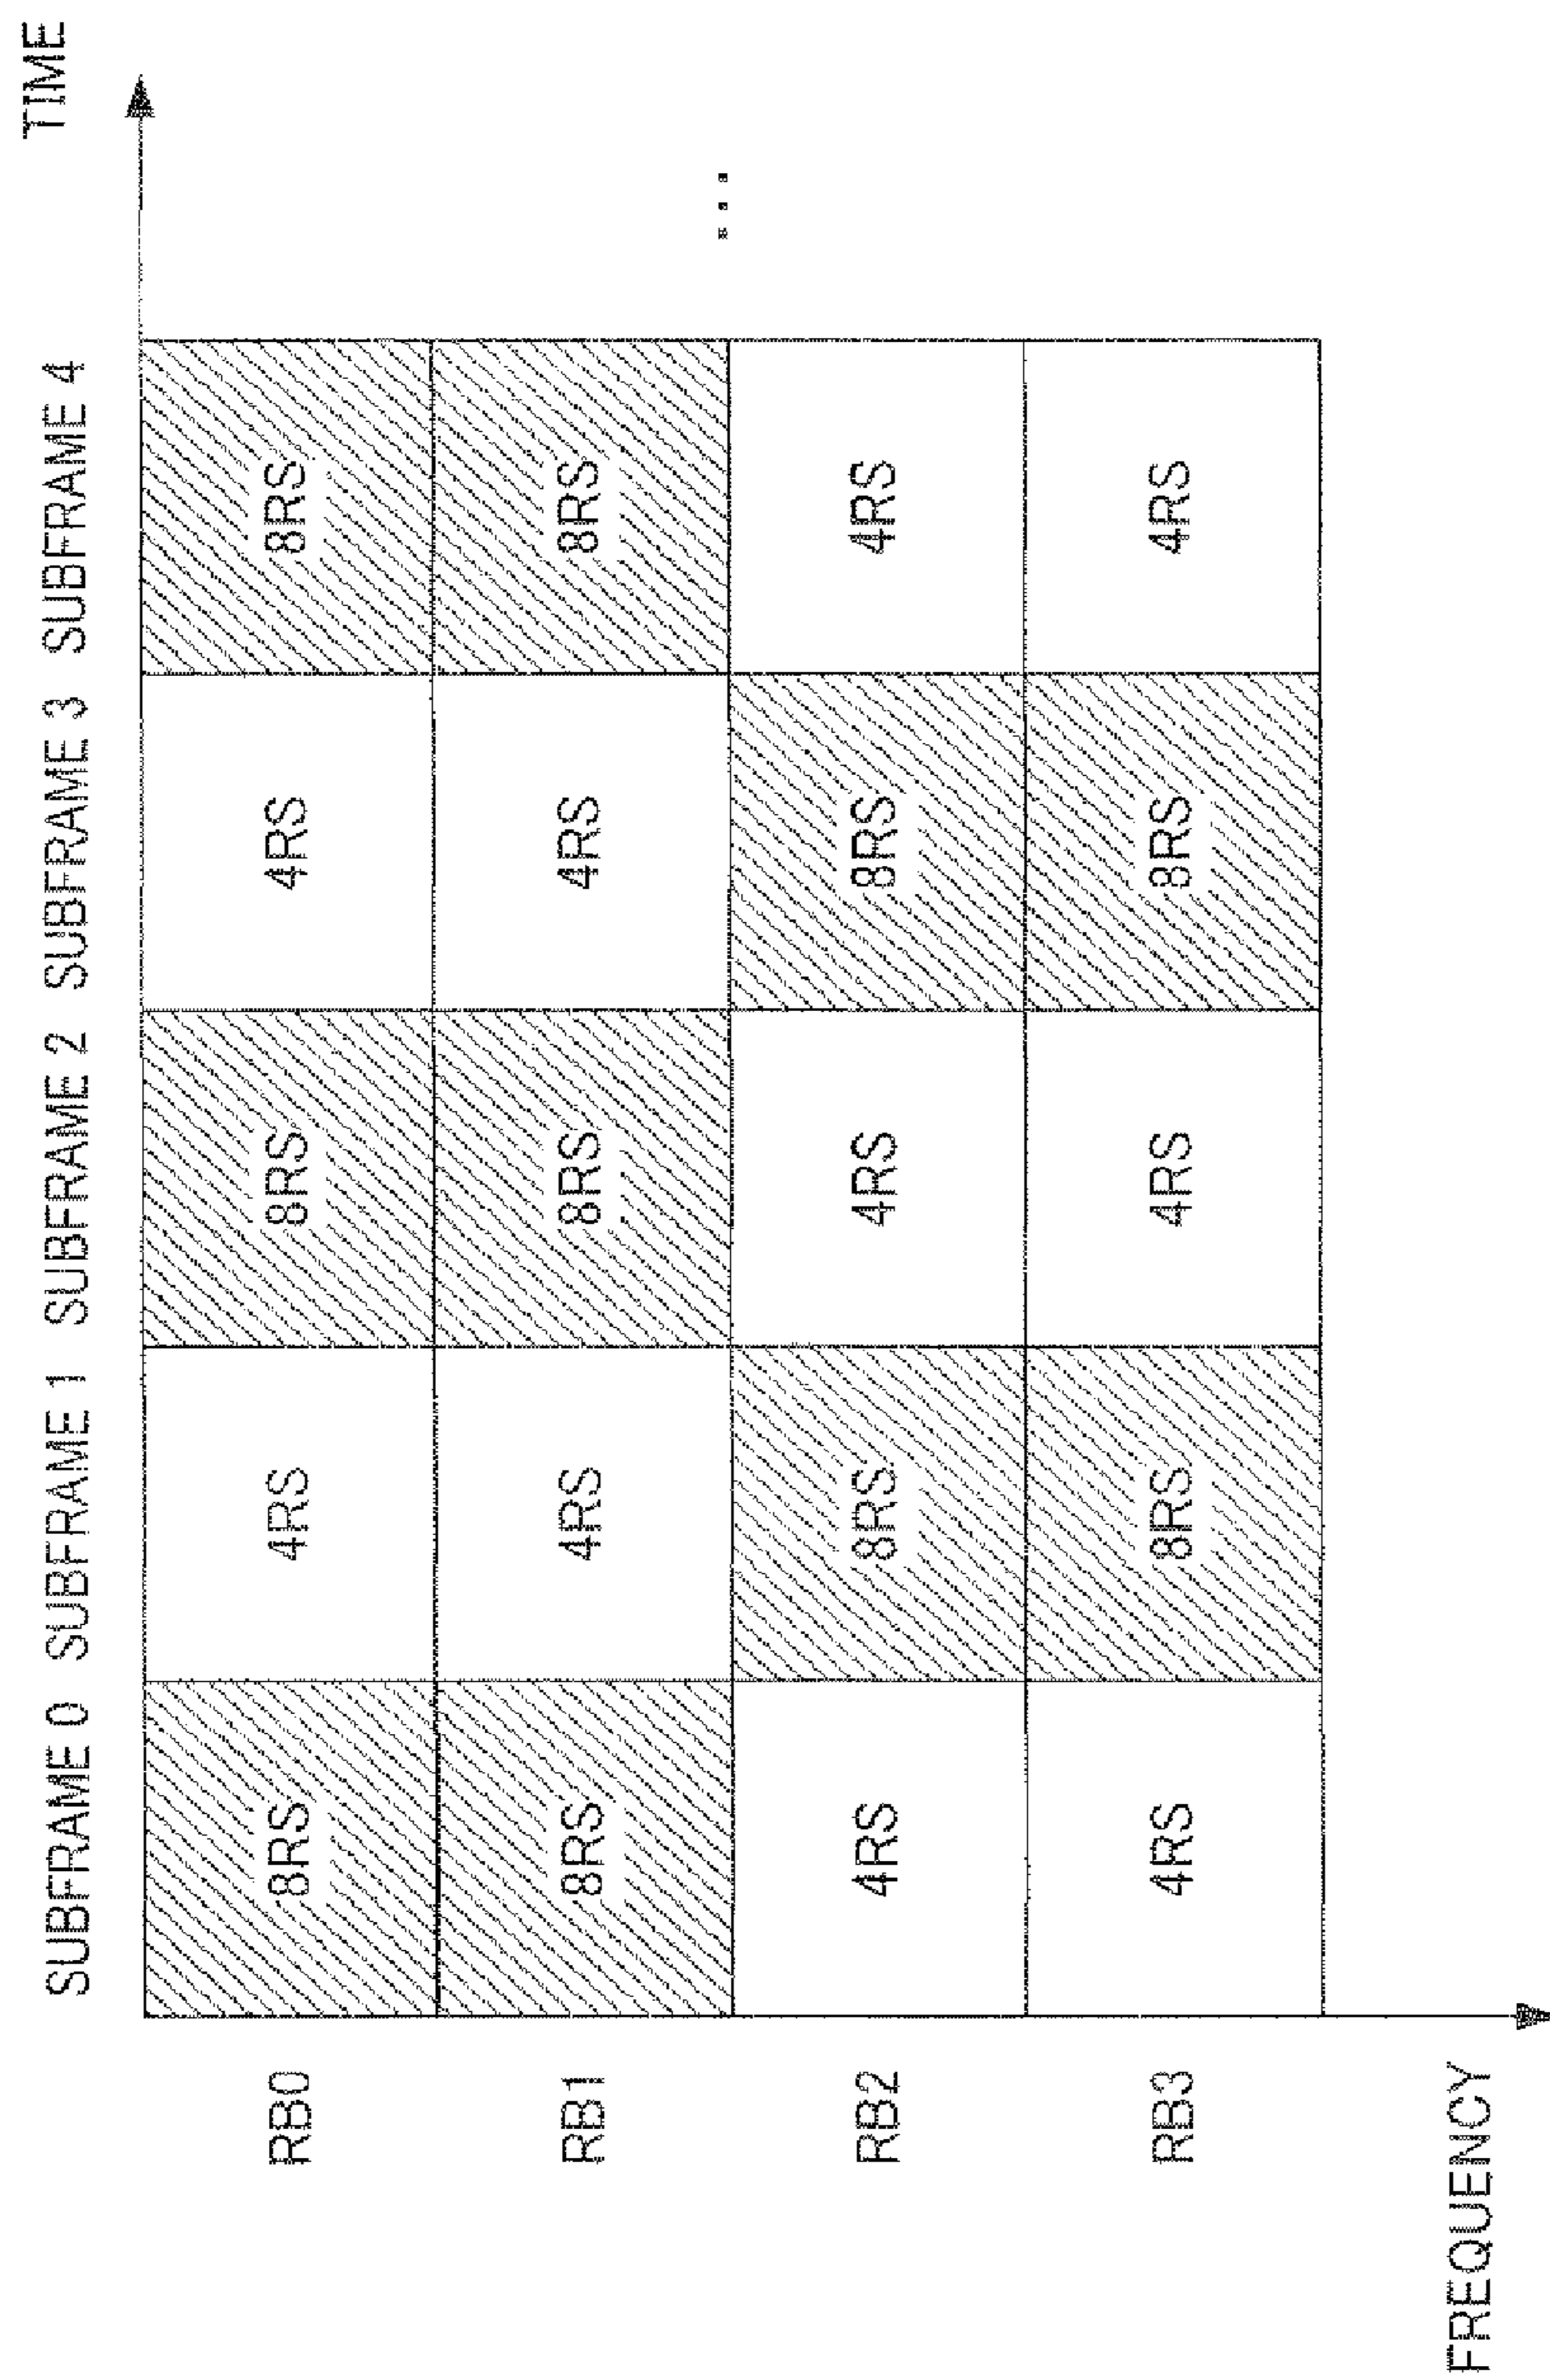 TIME
SUBFRAME 0 SUBFRAME 1 SUBFRAME 2 SUBFRAME 3 SUBFRAME 4
RB0 8RS 4RS 8RS 4RS 8RS
RB1 8RS 4RS 8RS 4RS 8RS
...
RB2 4RS 8RS 4RS 8RS 4RS
RB3 4RS 8RS 4RS 8RS 4RS
FREQUENCY